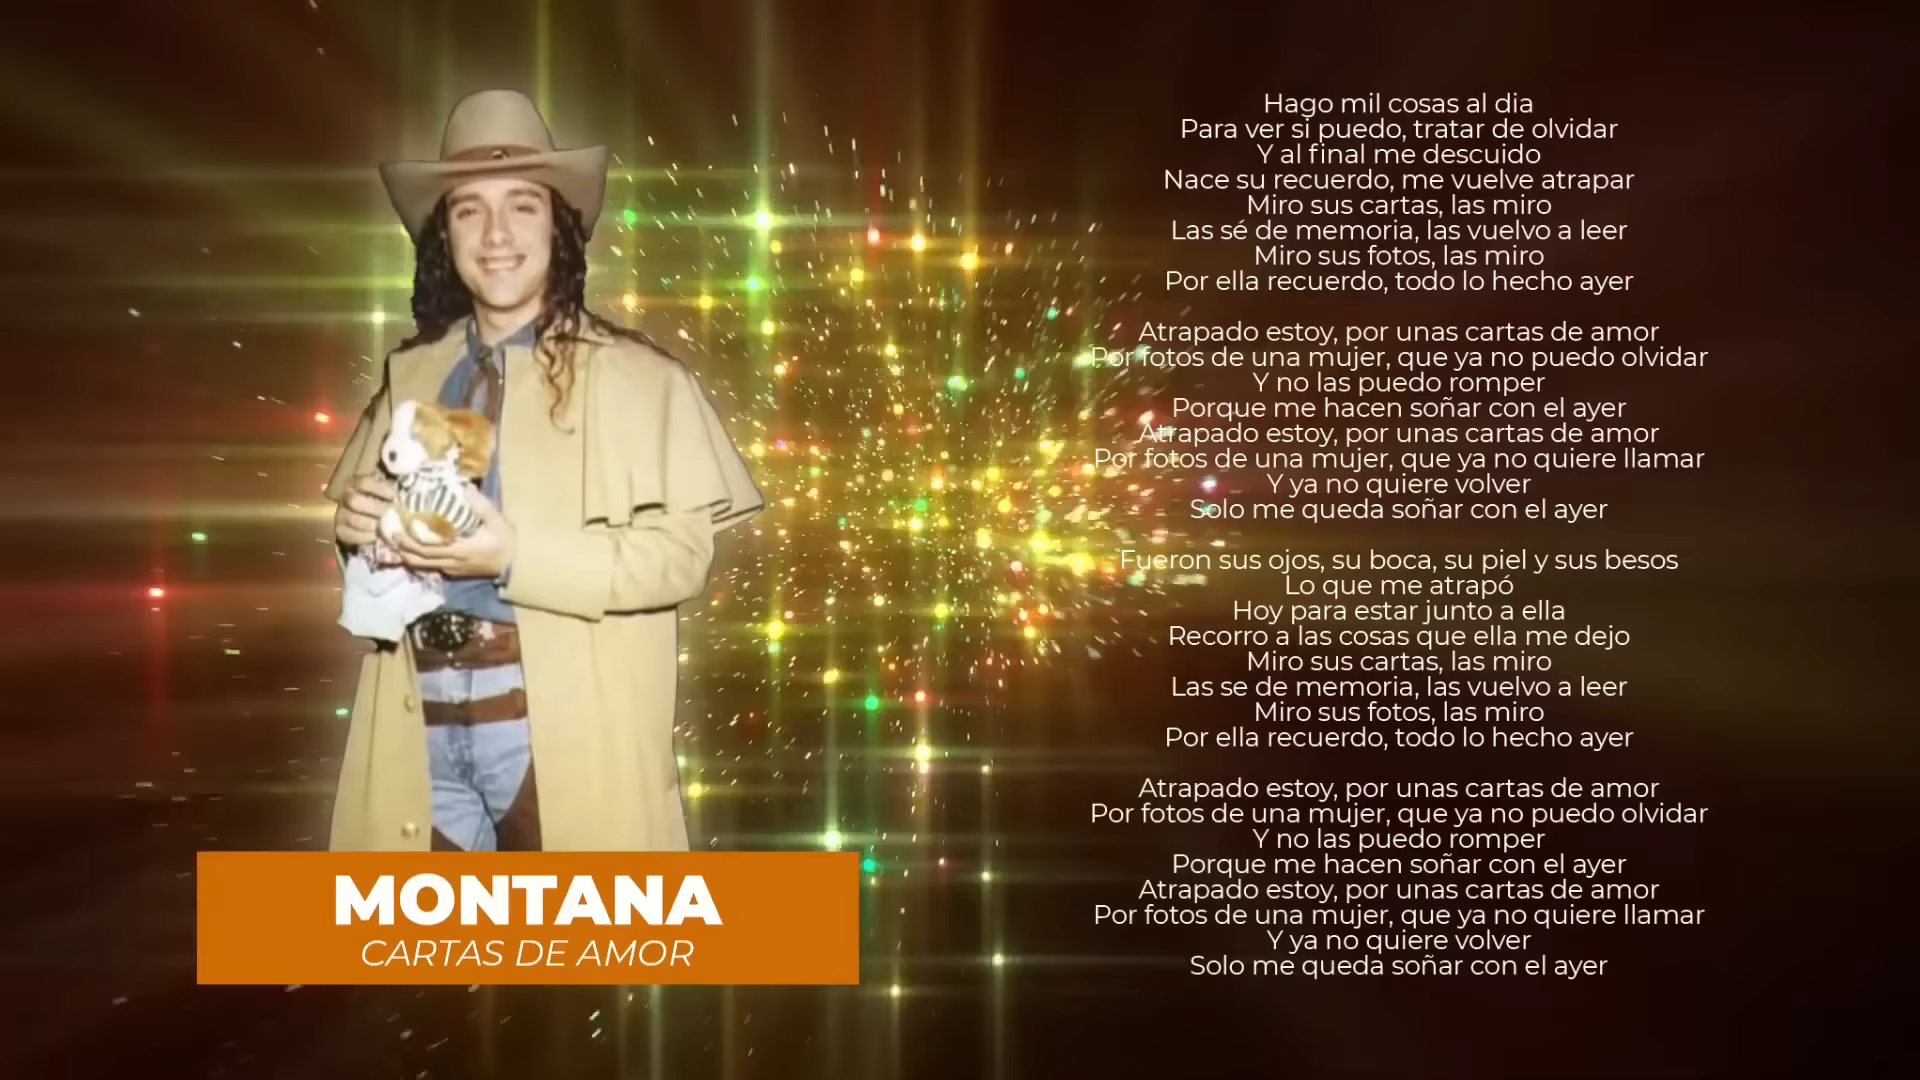 MONTANA
CARTAS DE AMOR
Hago mil cosas al dia
Para ver si puedo, tratar de olvidar
Y al final me descuido
Nace su recuerdo, me vuelve atrapar
Miro sus cartas, las miro
Las sé de memoria, las vuelvo a leer
Miro sus fotos, las miro
Por ella recuerdo, todo lo hecho ayer
Atrapado estoy, por unas cartas de amor
Por fotos de una mujer, que ya no puedo olvidar
Y no las puedo romper
Porque me hacen soñar con el ayer
Atrapado estoy, por unas cartas de amor
Por fotos de una mujer, que ya no quiere llamar
Y ya no quiere volver
Solo me queda soñar con el ayer
Fueron sus ojos, su boca, su piel y sus besos
Lo que me atrapó
Hoy para estar junto a ella
Recorro a las cosas que ella me dejo
Miro sus cartas, las miro
Las se de memoria, las vuelvo a leer
Miro sus fotos, las miro
Por ella recuerdo, todo lo hecho ayer
Atrapado estoy, por unas cartas de amor
Por fotos de una mujer, que ya no puedo olvidar
Y no las puedo romper
Porque me hacen soñar con el ayer
Atrapado estoy, por unas cartas de amor
Por fotos de una mujer, que ya no quiere llamar
Y ya no quiere volver
Solo me queda soñar con el ayer